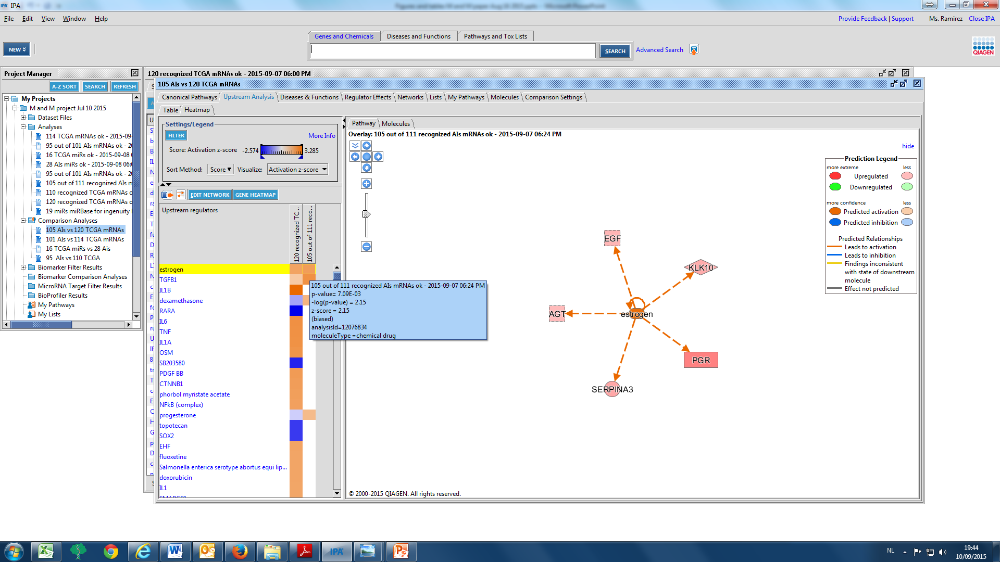 IPA
File Edit View Window Help
Provide Feedback | Support Ms. Ramirez Close IPA
Genes and Chemicals Diseases and Functions Pathways and Tox Lists
NEW
SEARCH Advanced Search
QIAGEN
Project Manager
A-Z SORT SEARCH REFRESH
My Projects
M and M project Jul 10 2015
Dataset Files
Analyses
114 TCGA mRNAs ok - 2015-09-
95 out of 101 AIs mRNAs ok - 20
16 TCGA miRs ok - 2015-09-08 0
28 AIs miRs ok - 2015-09-08 06:0
95 out of 101 AIs mRNAs ok - 20
105 out of 111 recognized AIs m
110 recognized TCGA mRNAs o
120 recognized TCGA mRNAs o
19 miRs miRBase for ingenuity
Comparison Analyses
105 AIs vs 120 TCGA mRNAs
101 AIs vs 114 TCGA mRNAs
16 TCGA miRs vs 28 Ais
95 AIs vs 110 TCGA
Biomarker Filter Results
Biomarker Comparison Analyses
MicroRNA Target Filter Results
BioProfiler Results
My Pathways
My Lists
120 recognized TCGA mRNAs ok - 2015-09-07 06:00 PM
105 AIs vs 120 TCGA mRNAs
Canonical Pathways Upstream Analysis Diseases & Functions Regulator Effects Networks Lists My Pathways Molecules Comparison Settings
Table Heatmap
Settings/Legend
FILTER More Info
Score: Activation z-score -2.574 3.285
Sort Method: Score Visualize: Activation z-score
EDIT NETWORK GENE HEATMAP
Upstream regulators
120 recognized TC...
105 out of 111 reco...
estrogen
TGFB1
IL1B
dexamethasone
RARA
IL6
TNF
IL1A
OSM
SB203580
PDGF BB
CTNNB1
phorbol myristate acetate
NFkB (complex)
progesterone
topotecan
SOX2
EHF
fluoxetine
Salmonella enterica serotype abortus equi lip...
doxorubicin
IL1
105 out of 111 recognized AIs mRNAs ok - 2015-09-07 06:24 PM
p-value= 7.09E-03
-log(p-value) = 2.15
z-score = 2.15
(biased)
analysisId=12076834
moleculeType =chemical drug
Pathway Molecules
Overlay: 105 out of 111 recognized AIs mRNAs ok - 2015-09-07 06:24 PM
hide
Prediction Legend
more extreme less
Upregulated
Downregulated
more confidence less
Predicted activation
Predicted inhibition
Predicted Relationships
Leads to activation
Leads to inhibition
Findings inconsistent
with state of downstream
molecule
Effect not predicted
EGF
KLK10
AGT
estrogen
PGR
SERPINA3
© 2000-2015 QIAGEN. All rights reserved.
IPA
NL
19:44
10/09/2015